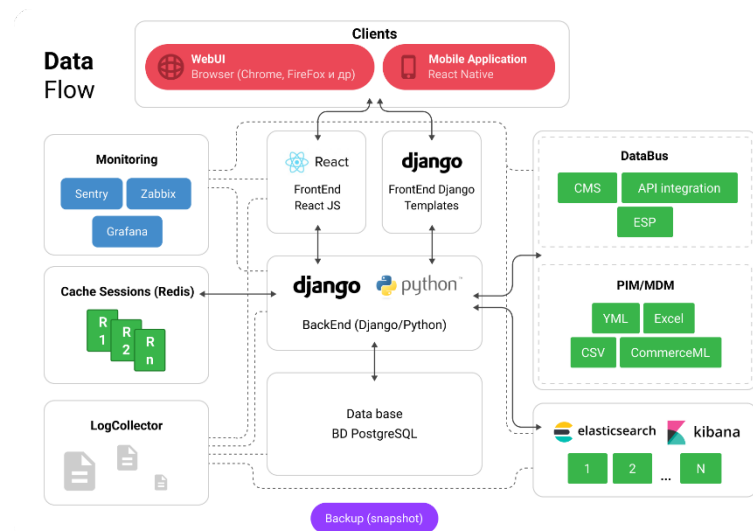 Data
Flow
Clients
WebUI
Browser (Chrome, FireFox и др)
Mobile Application
React Native
Monitoring
Sentry
Zabbix
Grafana
React
FrontEnd
React JS
django
FrontEnd Django
Templates
DataBus
CMS
API integration
ESP
Cache Sessions (Redis)
R
1
R
2
R
n
django
python™
BackEnd (Django/Python)
PIM/MDM
YML
Excel
CSV
CommerceML
LogCollector
Data base
BD PostgreSQL
elasticsearch
kibana
1
2
...
N
Backup (snapshot)